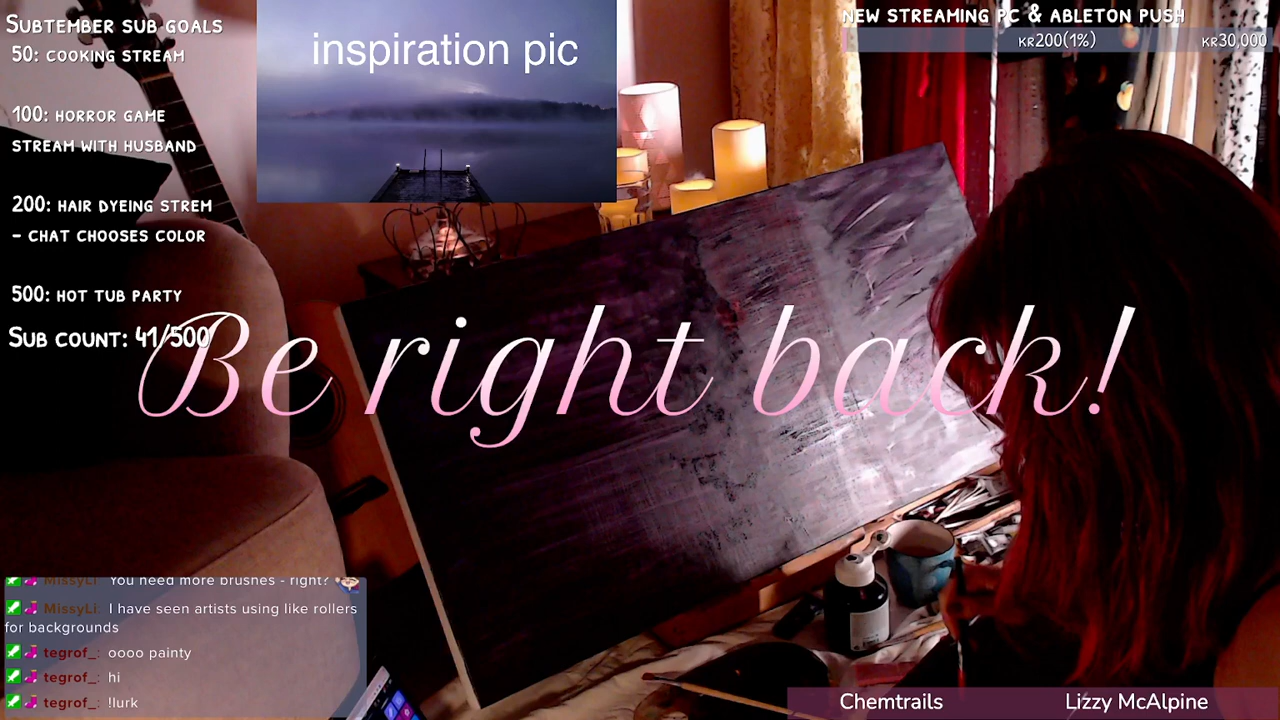 Subtember sub goals
50: cooking stream
100: horror game
stream with husband
200: hair dyeing strem
- chat chooses color
500: hot tub party
Sub count: 41/500
inspiration pic
new streaming pc & ableton push
kr200(1%)
kr30,000
Be right back!
MissyLi: You need more brushes - right?
MissyLi: I have seen artists using like rollers
for backgrounds
tegrof_: oooo painty
tegrof_: hi
tegrof_: !lurk
Chemtrails
Lizzy McAlpine